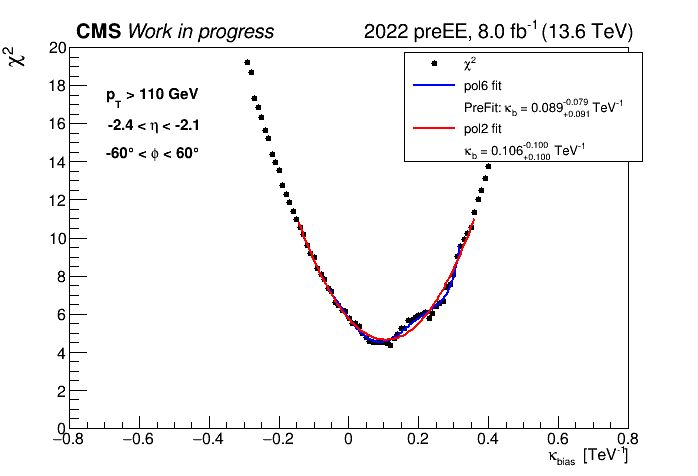 CMS Work in progress 2022 preEE, 8.0 fb⁻¹ (13.6 TeV)
χ²
20
18
16
14
12
10
8
6
4
2
0
p_T > 110 GeV
-2.4 < η < -2.1
-60° < ϕ < 60°
χ²
pol6 fit
PreFit: κ_b = 0.089^{-0.079}_{+0.091} TeV⁻¹
pol2 fit
κ_b = 0.106^{-0.100}_{+0.100} TeV⁻¹
−0.8 −0.6 −0.4 −0.2 0 0.2 0.4 0.6 0.8
κ_bias [TeV⁻¹]